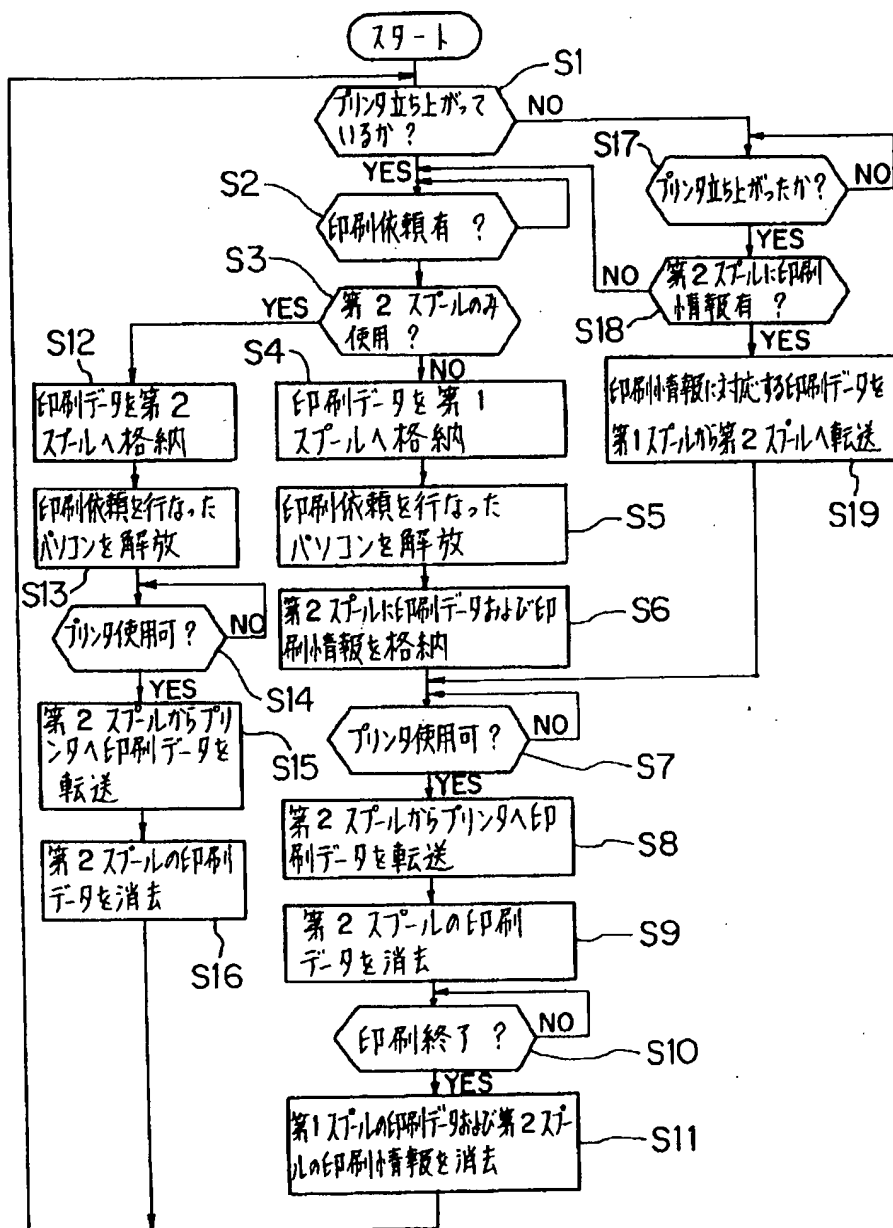 スタート
S1
プリンタ立ち上がって
いるか?
NO
YES
S17
プリンタ立ち上がったか?
NO
YES
S2
印刷依頼有 ?
S3
第2 スプールのみ
使用 ?
YES
NO
NO
第2スプールに印刷
情報有 ?
S18
YES
S12
印刷データを第2
スプールへ格納
S4
印刷データを第1
スプールへ格納
印刷情報に対応する印刷データを
第1スプールから第2スプールへ転送
S19
印刷依頼を行なった
パソコンを解放
S13
印刷依頼を行なった
パソコンを解放
S5
第2スプールに印刷データおよび印
刷情報を格納
S6
プリンタ使用可?
NO
S14
YES
プリンタ使用可?
NO
S7
YES
第2 スプールからプリ
ンタへ印刷データを
転送
S15
第2 スプールからプリンタへ印
刷データを転送
S8
第2 スプールの印刷
データを消去
S16
第2 スプールの印刷
データを消去
S9
印刷終了 ?
NO
S10
YES
第1スプールの印刷データおよび第2スプ
ールの印刷情報を消去
S11